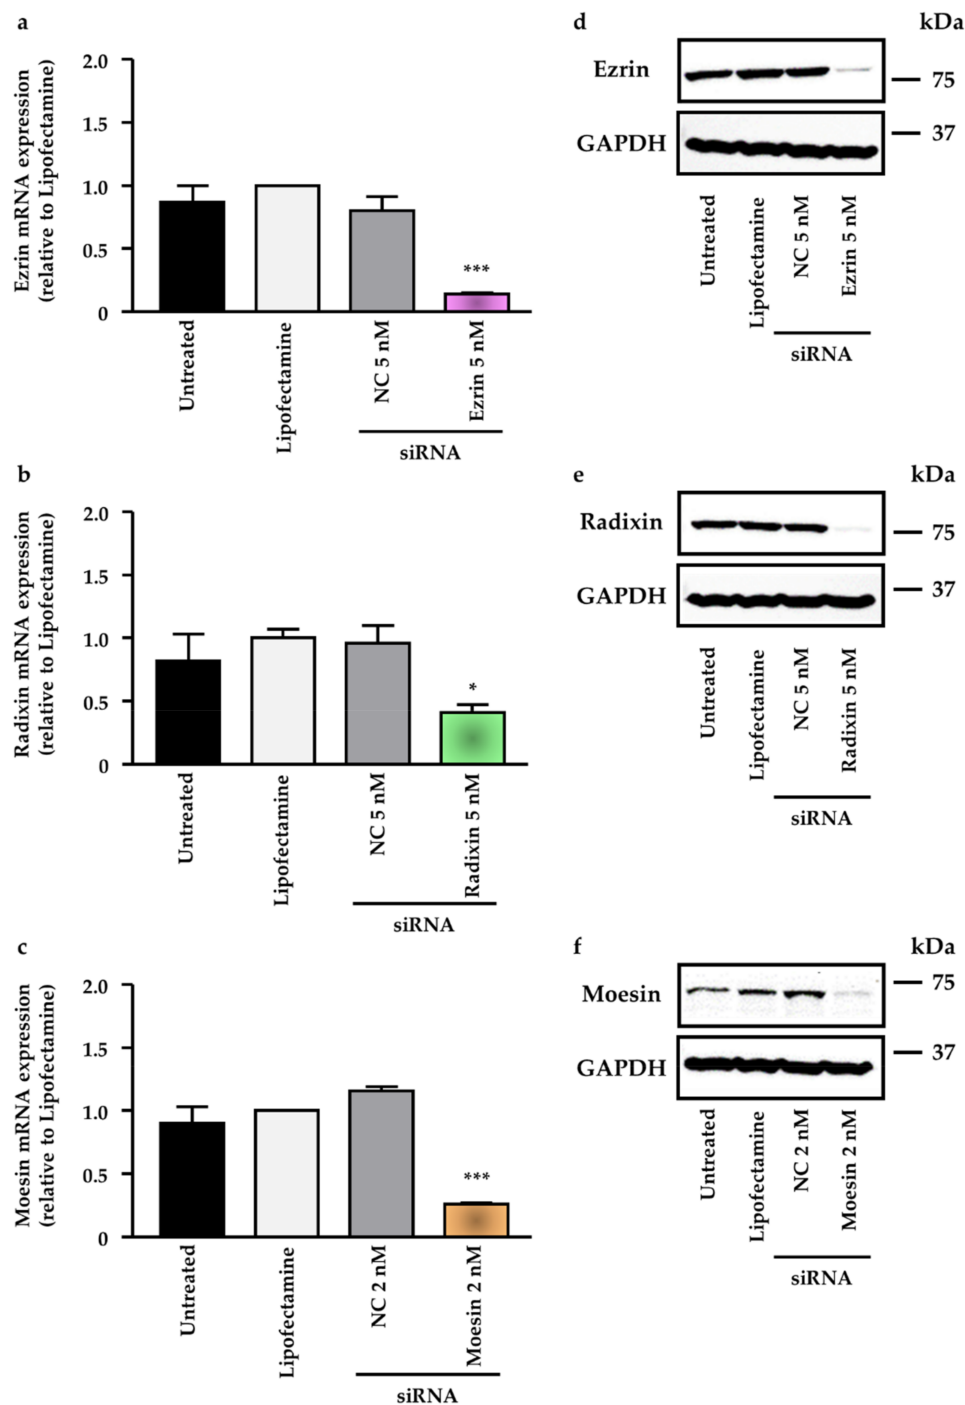 a
Ezrin mRNA expression
(relative to Lipofectamine)
2.0
1.5
1.0
0.5
0
***
Untreated
Lipofectamine
NC 5 nM
Ezrin 5 nM
siRNA
d
kDa
Ezrin
75
GAPDH
37
Untreated
Lipofectamine
NC 5 nM
Ezrin 5 nM
siRNA
b
Radixin mRNA expression
(relative to Lipofectamine)
2.0
1.5
1.0
0.5
0
*
Untreated
Lipofectamine
NC 5 nM
Radixin 5 nM
siRNA
e
kDa
Radixin
75
GAPDH
37
Untreated
Lipofectamine
NC 5 nM
Radixin 5 nM
siRNA
c
Moesin mRNA expression
(relative to Lipofectamine)
2.0
1.5
1.0
0.5
0
***
Untreated
Lipofectamine
NC 2 nM
Moesin 2 nM
siRNA
f
kDa
Moesin
75
GAPDH
37
Untreated
Lipofectamine
NC 2 nM
Moesin 2 nM
siRNA